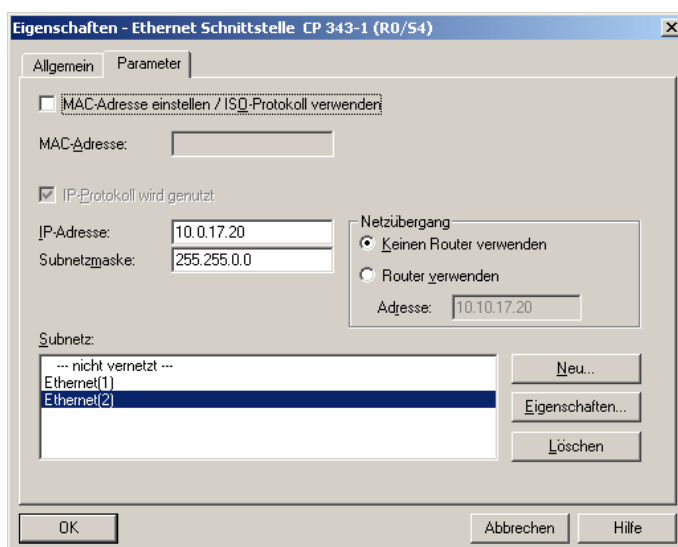 Eigenschaften - Ethernet Schnittstelle CP 343-1 (R0/S4)
Allgemein Parameter
MAC-Adresse einstellen / ISO-Protokoll verwenden
MAC-Adresse:
IP-Protokoll wird genutzt
IP-Adresse: 10.0.17.20
Subnetzmaske: 255.255.0.0
Netzübergang
Keinen Router verwenden
Router verwenden
Adresse: 10.10.17.20
Subnetz:
--- nicht vernetzt ---
Ethernet(1)
Ethernet(2)
Neu...
Eigenschaften...
Löschen
OK Abbrechen Hilfe